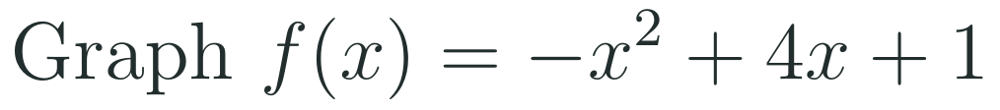 Graph f(x) = −x² + 4x + 1